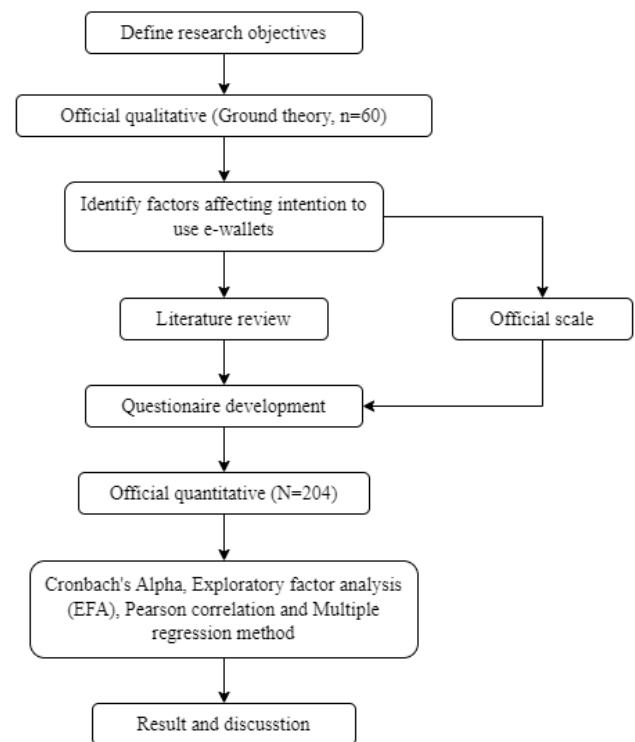 Define research objectives
Official qualitative (Ground theory, n=60)
Identify factors affecting intention to
use e-wallets
Literature review
Official scale
Questionaire development
Official quantitative (N=204)
Cronbach's Alpha, Exploratory factor analysis
(EFA), Pearson correlation and Multiple
regression method
Result and discusstion